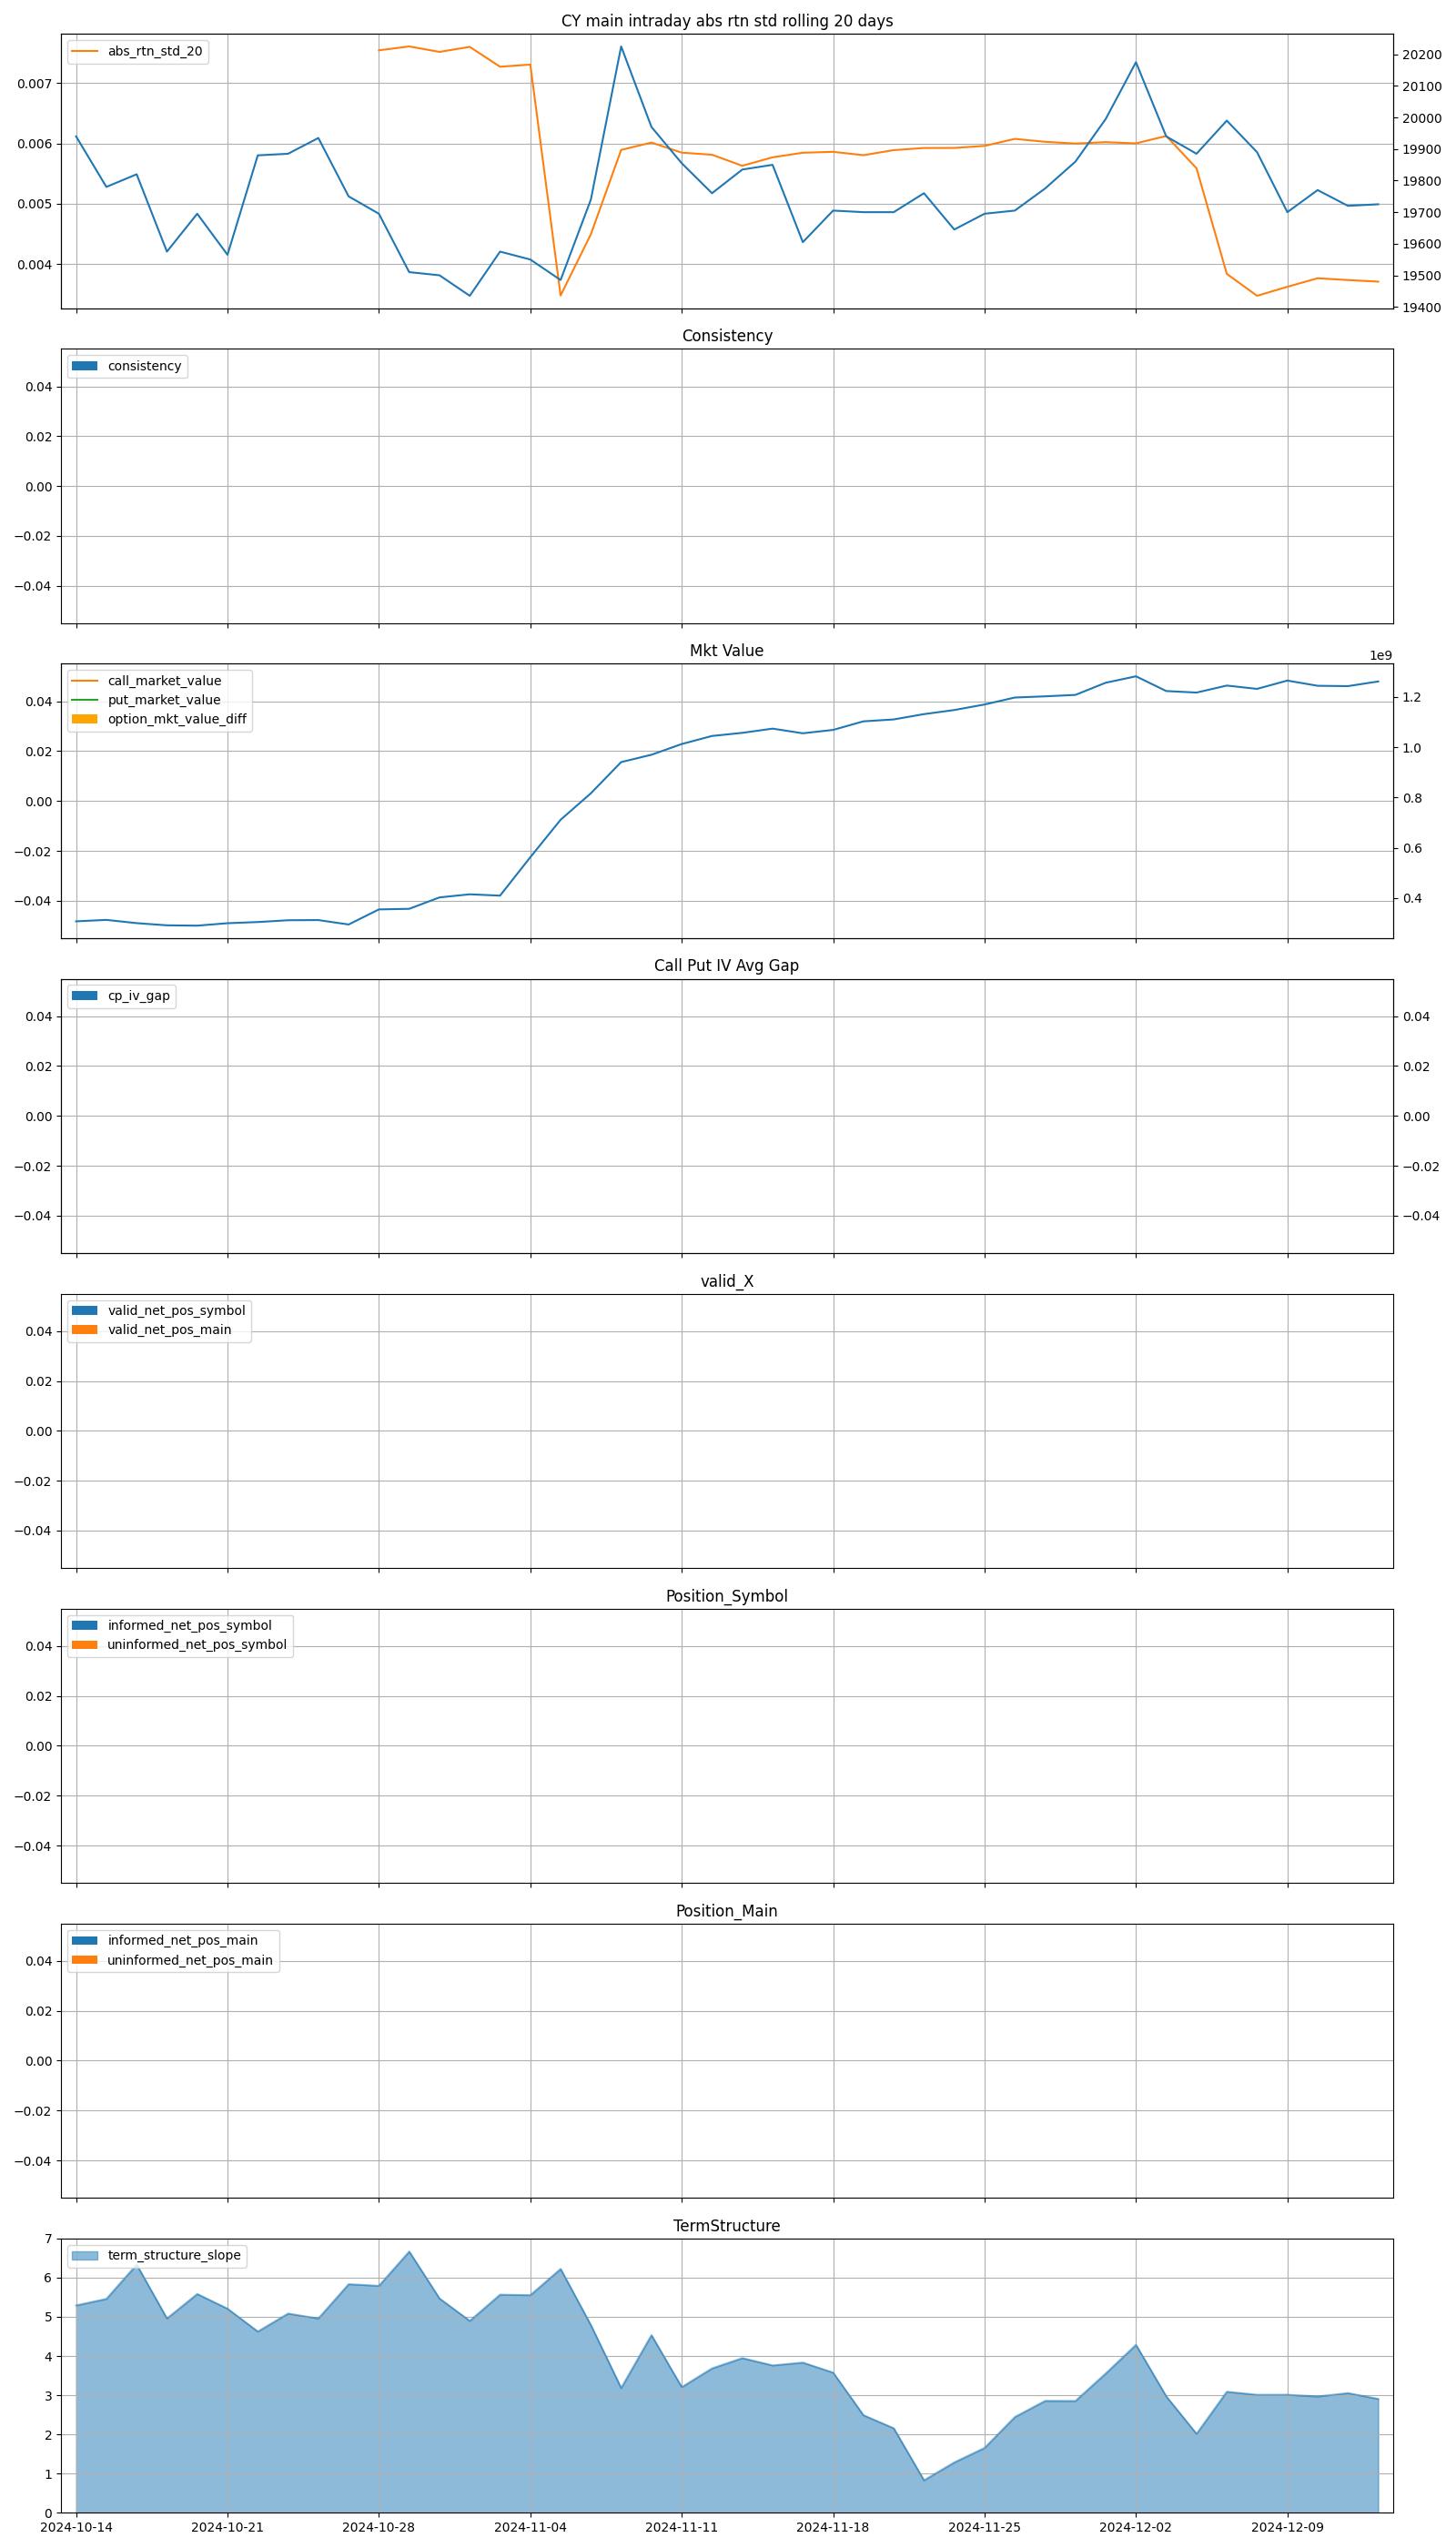 CY main intraday abs rtn std rolling 20 days
abs_rtn_std_20
0.007
0.006
0.005
0.004
20200
20100
20000
19900
19800
19700
19600
19500
19400
Consistency
consistency
0.04
0.02
0.00
−0.02
−0.04
Mkt Value
1e9
call_market_value
put_market_value
option_mkt_value_diff
0.04
0.02
0.00
−0.02
−0.04
1.2
1.0
0.8
0.6
0.4
Call Put IV Avg Gap
cp_iv_gap
0.04
0.02
0.00
−0.02
−0.04
0.04
0.02
0.00
−0.02
−0.04
valid_X
valid_net_pos_symbol
valid_net_pos_main
0.04
0.02
0.00
−0.02
−0.04
Position_Symbol
informed_net_pos_symbol
uninformed_net_pos_symbol
0.04
0.02
0.00
−0.02
−0.04
Position_Main
informed_net_pos_main
uninformed_net_pos_main
0.04
0.02
0.00
−0.02
−0.04
TermStructure
term_structure_slope
7
6
5
4
3
2
1
0
2024-10-14 2024-10-21 2024-10-28 2024-11-04 2024-11-11 2024-11-18 2024-11-25 2024-12-02 2024-12-09